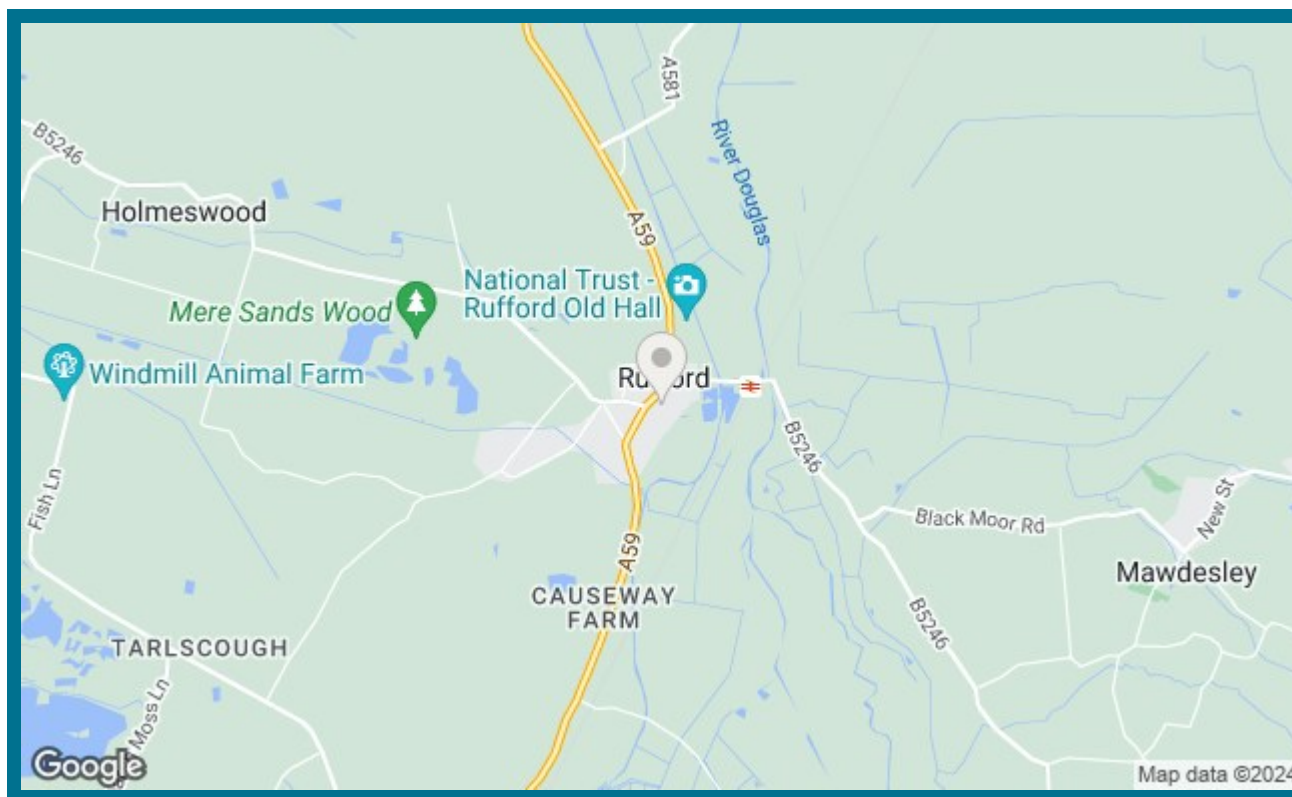 A581
B5246
River Douglas
Holmeswood
A59
National Trust -
Rufford Old Hall
Mere Sands Wood
Windmill Animal Farm
Rufford
B5246
Fish Ln
New St
Black Moor Rd
A59
Mawdesley
CAUSEWAY
FARM
B5246
TARLSCOUGH
Moss Ln
Google
Map data ©2024